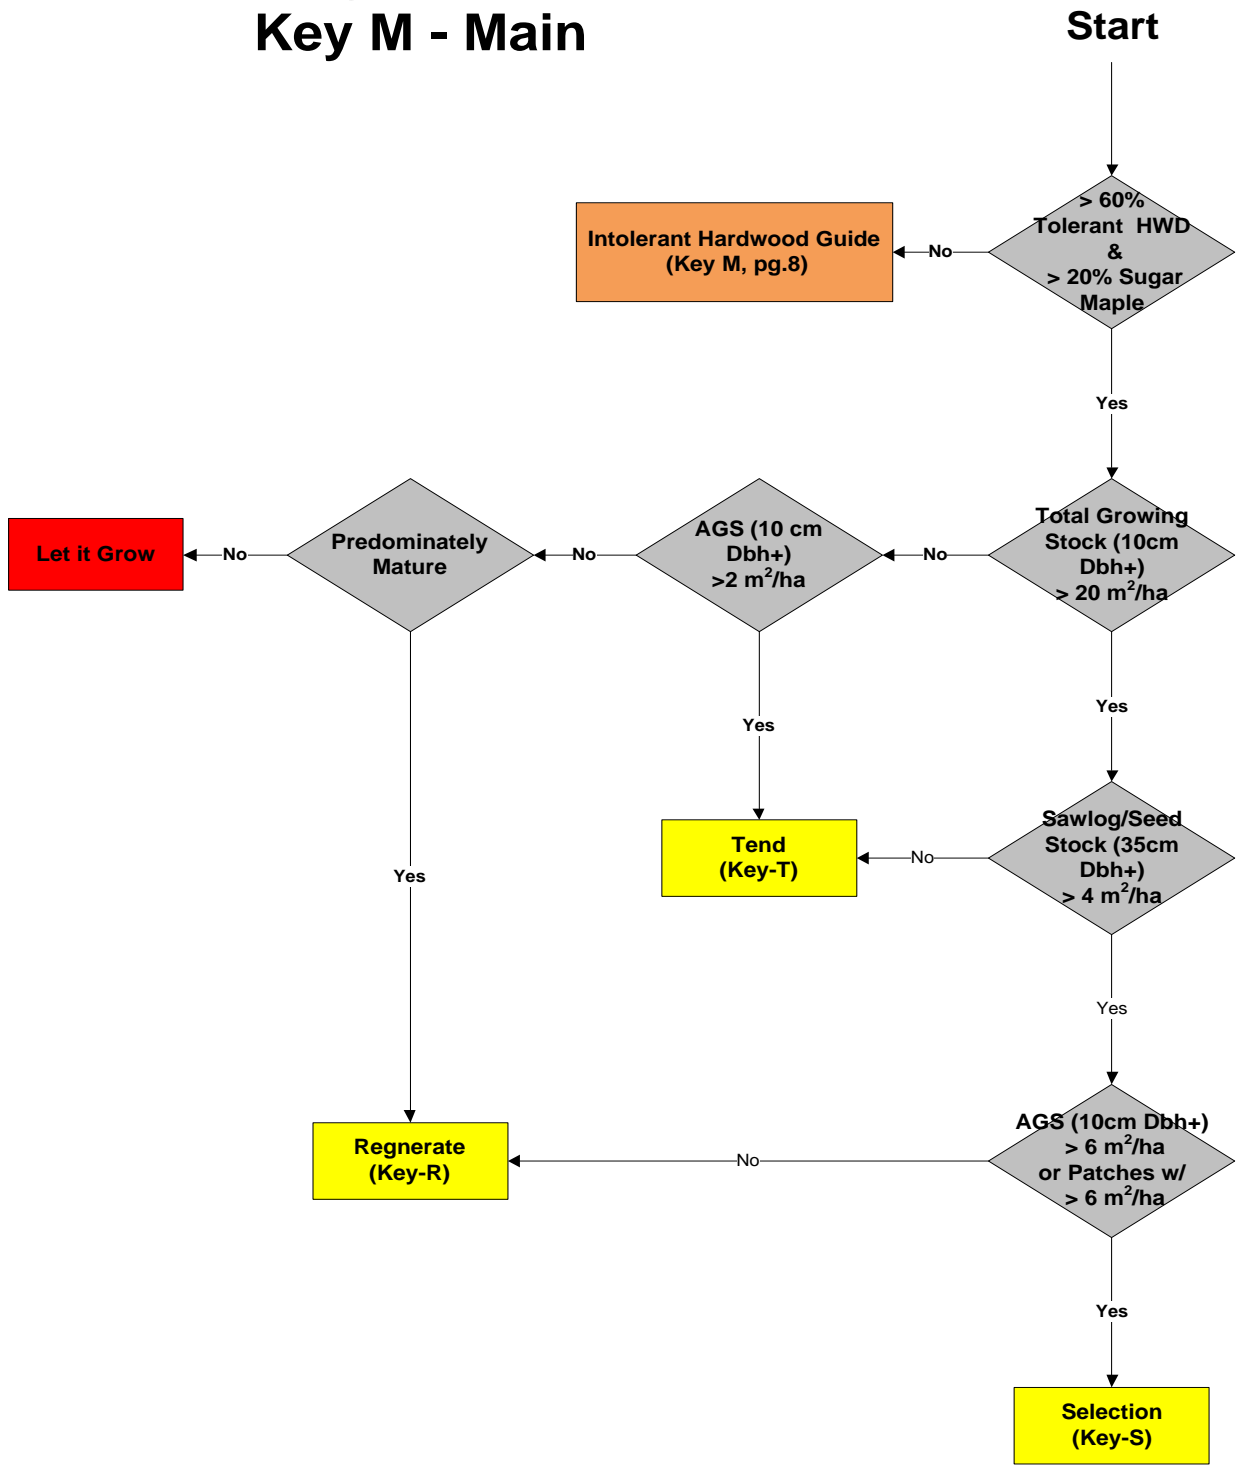 Key M - Main
Start
> 60%
Tolerant HWD
&
> 20% Sugar
Maple
No
Intolerant Hardwood Guide
(Key M, pg.8)
Yes
Total Growing
Stock (10cm
Dbh+)
> 20 m²/ha
No
AGS (10 cm
Dbh+)
>2 m²/ha
No
Predominately
Mature
No
Let it Grow
Yes
Yes
Yes
Sawlog/Seed
Stock (35cm
Dbh+)
> 4 m²/ha
No
Tend
(Key-T)
Yes
AGS (10cm Dbh+)
> 6 m²/ha
or Patches w/
> 6 m²/ha
No
Regnerate
(Key-R)
Yes
Selection
(Key-S)